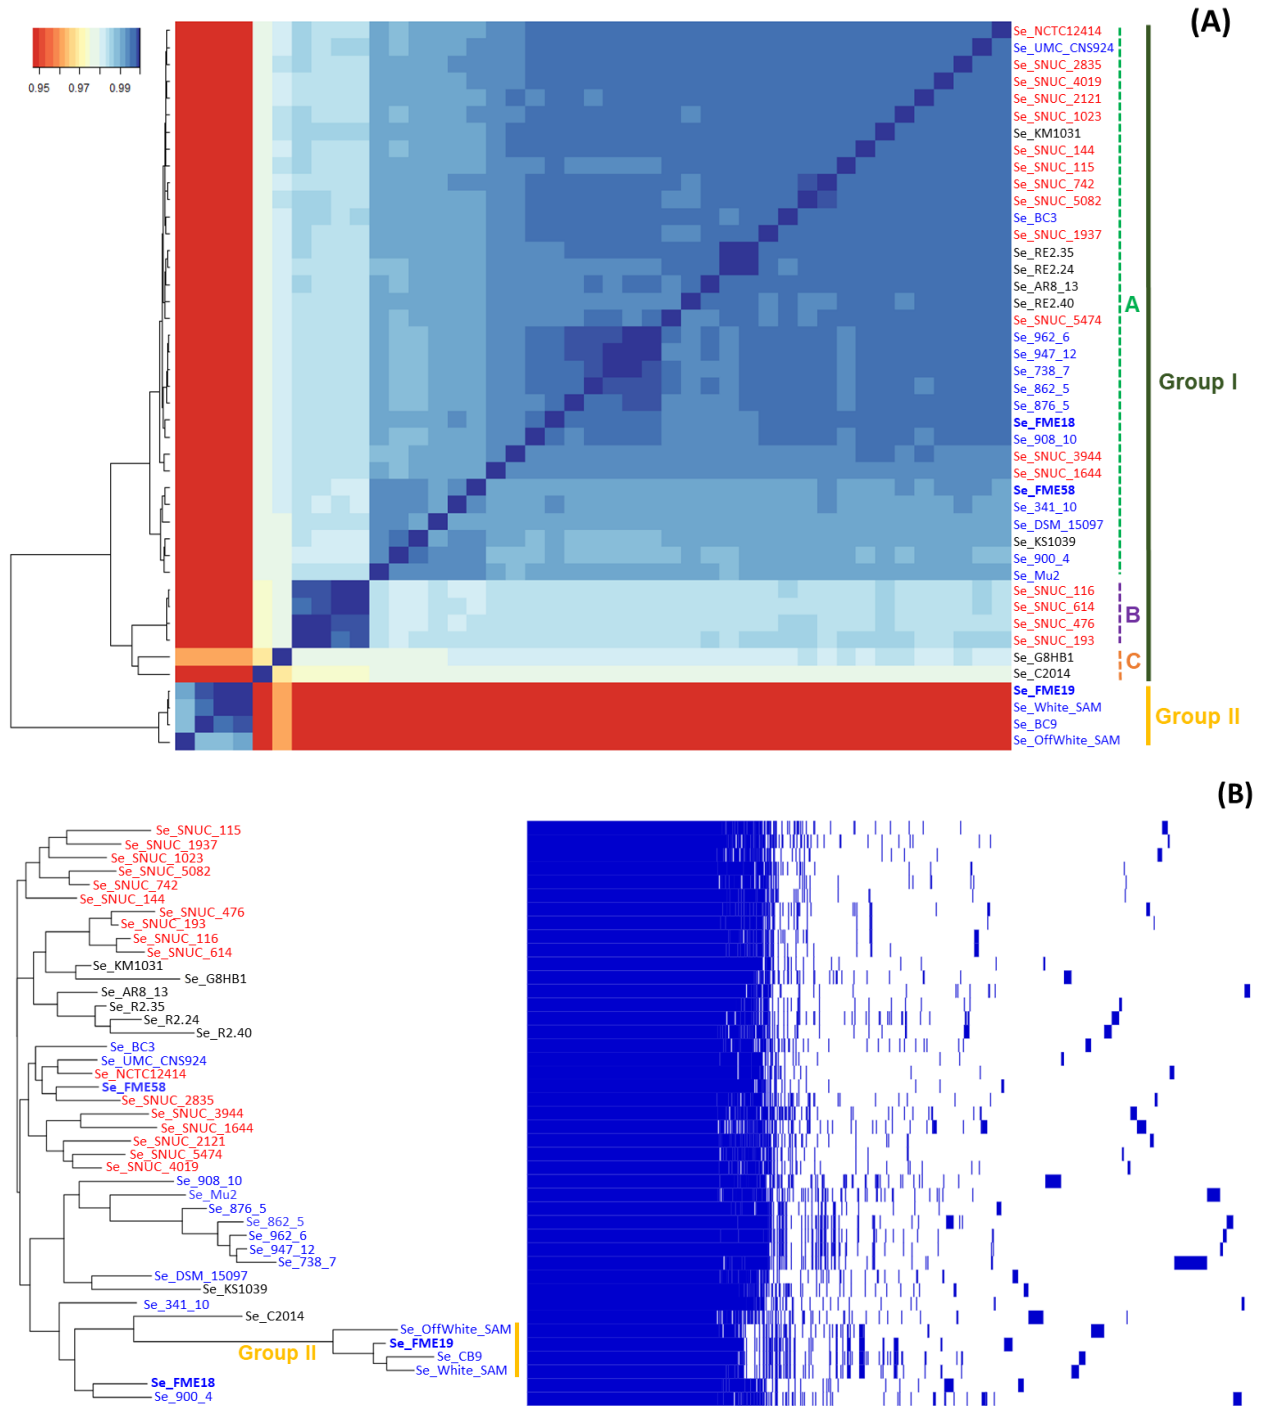 (A)
0.95 0.97 0.99
Se_NCTC12414
Se_UMC_CNS924
Se_SNUC_2835
Se_SNUC_4019
Se_SNUC_2121
Se_SNUC_1023
Se_KM1031
Se_SNUC_144
Se_SNUC_115
Se_SNUC_742
Se_SNUC_5082
Se_BC3
Se_SNUC_1937
Se_RE2.35
Se_RE2.24
Se_AR8_13
Se_RE2.40
A
Se_SNUC_5474
Se_962_6
Se_947_12
Se_738_7
Group I
Se_862_5
Se_876_5
Se_FME18
Se_908_10
Se_SNUC_3944
Se_SNUC_1644
Se_FME58
Se_341_10
Se_DSM_15097
Se_KS1039
Se_900_4
Se_Mu2
Se_SNUC_116
Se_SNUC_614
B
Se_SNUC_476
Se_SNUC_193
Se_G8HB1
C
Se_C2014
Se_FME19
Se_White_SAM
Group II
Se_BC9
Se_OffWhite_SAM
(B)
Se_SNUC_115
Se_SNUC_1937
Se_SNUC_1023
Se_SNUC_5082
Se_SNUC_742
Se_SNUC_144
Se_SNUC_476
Se_SNUC_193
Se_SNUC_116
Se_SNUC_614
Se_KM1031
Se_G8HB1
Se_AR8_13
Se_R2.35
Se_R2.24
Se_R2.40
Se_BC3
Se_UMC_CNS924
Se_NCTC12414
Se_FME58
Se_SNUC_2835
Se_SNUC_3944
Se_SNUC_1644
Se_SNUC_2121
Se_SNUC_5474
Se_SNUC_4019
Se_908_10
Se_Mu2
Se_876_5
Se_862_5
Se_962_6
Se_947_12
Se_738_7
Se_DSM_15097
Se_KS1039
Se_341_10
Se_C2014
Se_OffWhite_SAM
Se_FME19
Group II
Se_CB9
Se_White_SAM
Se_FME18
Se_900_4